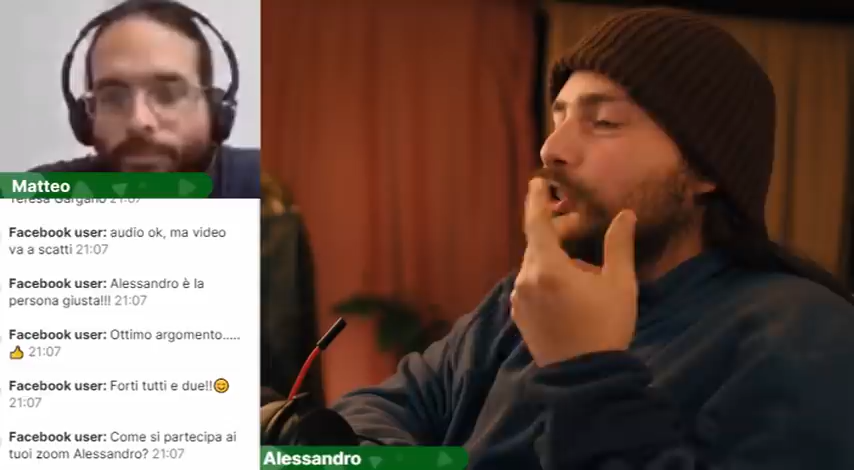 Matteo
Teresa Gargano 21:07
Facebook user: audio ok, ma video
va a scatti 21:07
Facebook user: Alessandro è la
persona giusta!!! 21:07
Facebook user: Ottimo argomento.....
👍 21:07
Facebook user: Forti tutti e due!!😊
21:07
Facebook user: Come si partecipa ai
tuoi zoom Alessandro? 21:07
Alessandro